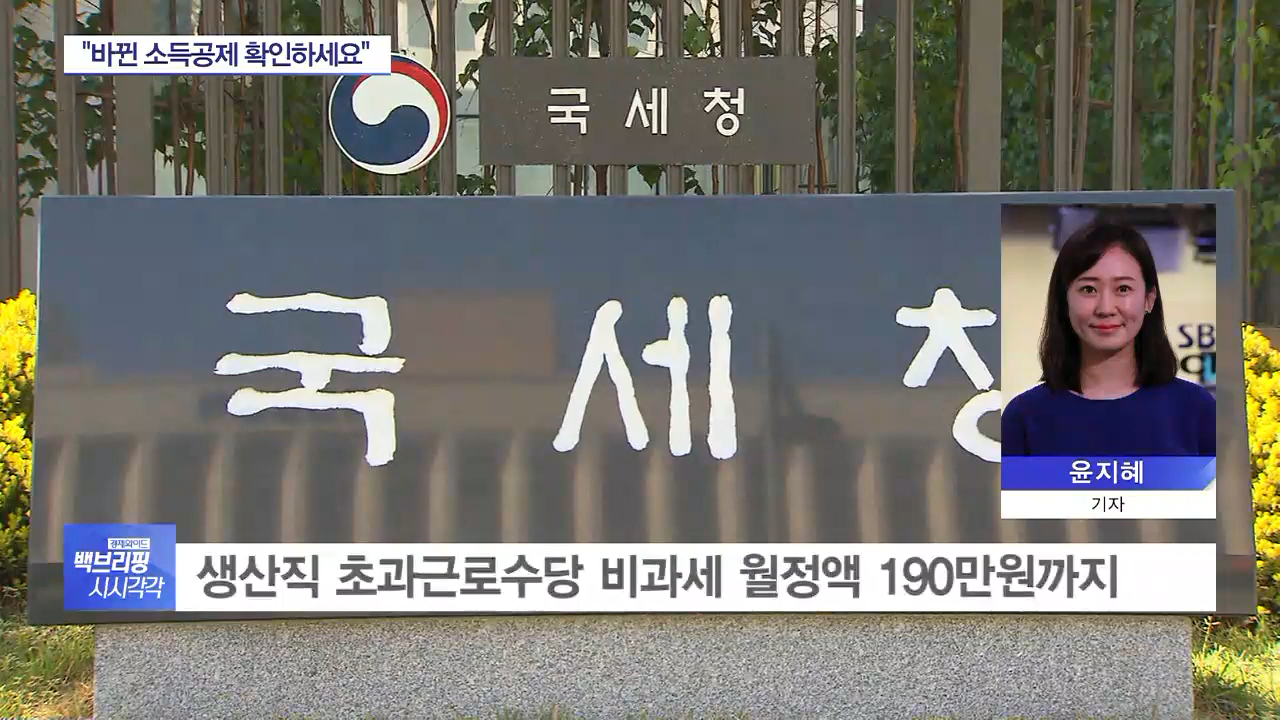 "바뀐 소득공제 확인하세요"
국세청
국세청
SB
윤지혜
기자
경제와이드
백브리핑
시시각각
생산직 초과근로수당 비과세 월정액 190만원까지